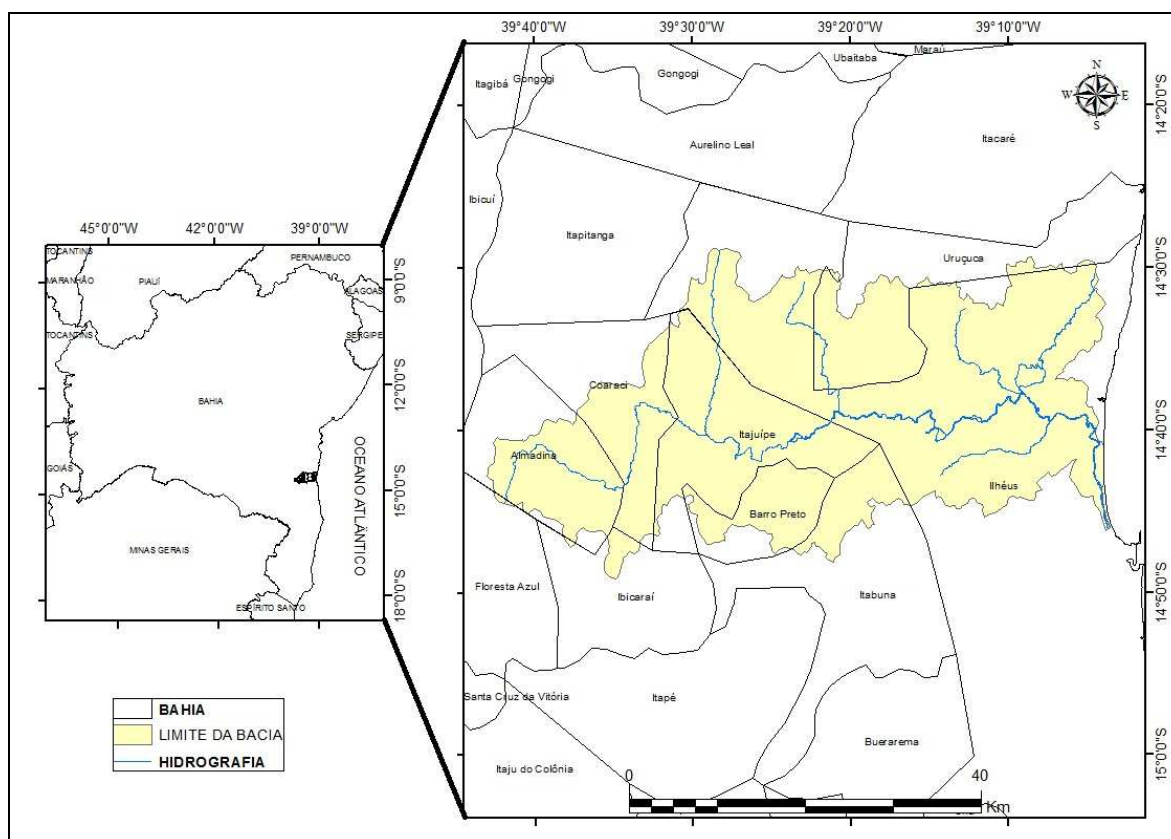 39°40'0"W
39°30'0"W
39°20'0"W
39°10'0"W
Maraú
Ubaitaba
Gongogi
Gongogi
Itagibá
N
W
E
S
14°20'0"S
Aurelino Leal
Itacaré
Ibicuí
Itapitanga
Uruçuca
14°30'0"S
Coaraci
Almadina
Itajuípe
14°40'0"S
Ilhéus
Barro Preto
Floresta Azul
Ibicaraí
Itabuna
14°50'0"S
Santa Cruz da Vitória
Itapé
Buerarema
15°0'0"S
Itaju do Colônia
0
40
Km
45°0'0"W
42°0'0"W
39°0'0"W
TOCANTINS
MARANHÃO
PIAUÍ
PERNAMBUCO
ALAGOAS
9°0'0"S
SERGIPE
TOCANTINS
12°0'0"S
BAHIA
OCEANO ATLÂNTICO
GOIÁS
15°0'0"S
MINAS GERAIS
ESPÍRITO SANTO
18°0'0"S
BAHIA
LIMITE DA BACIA
HIDROGRAFIA